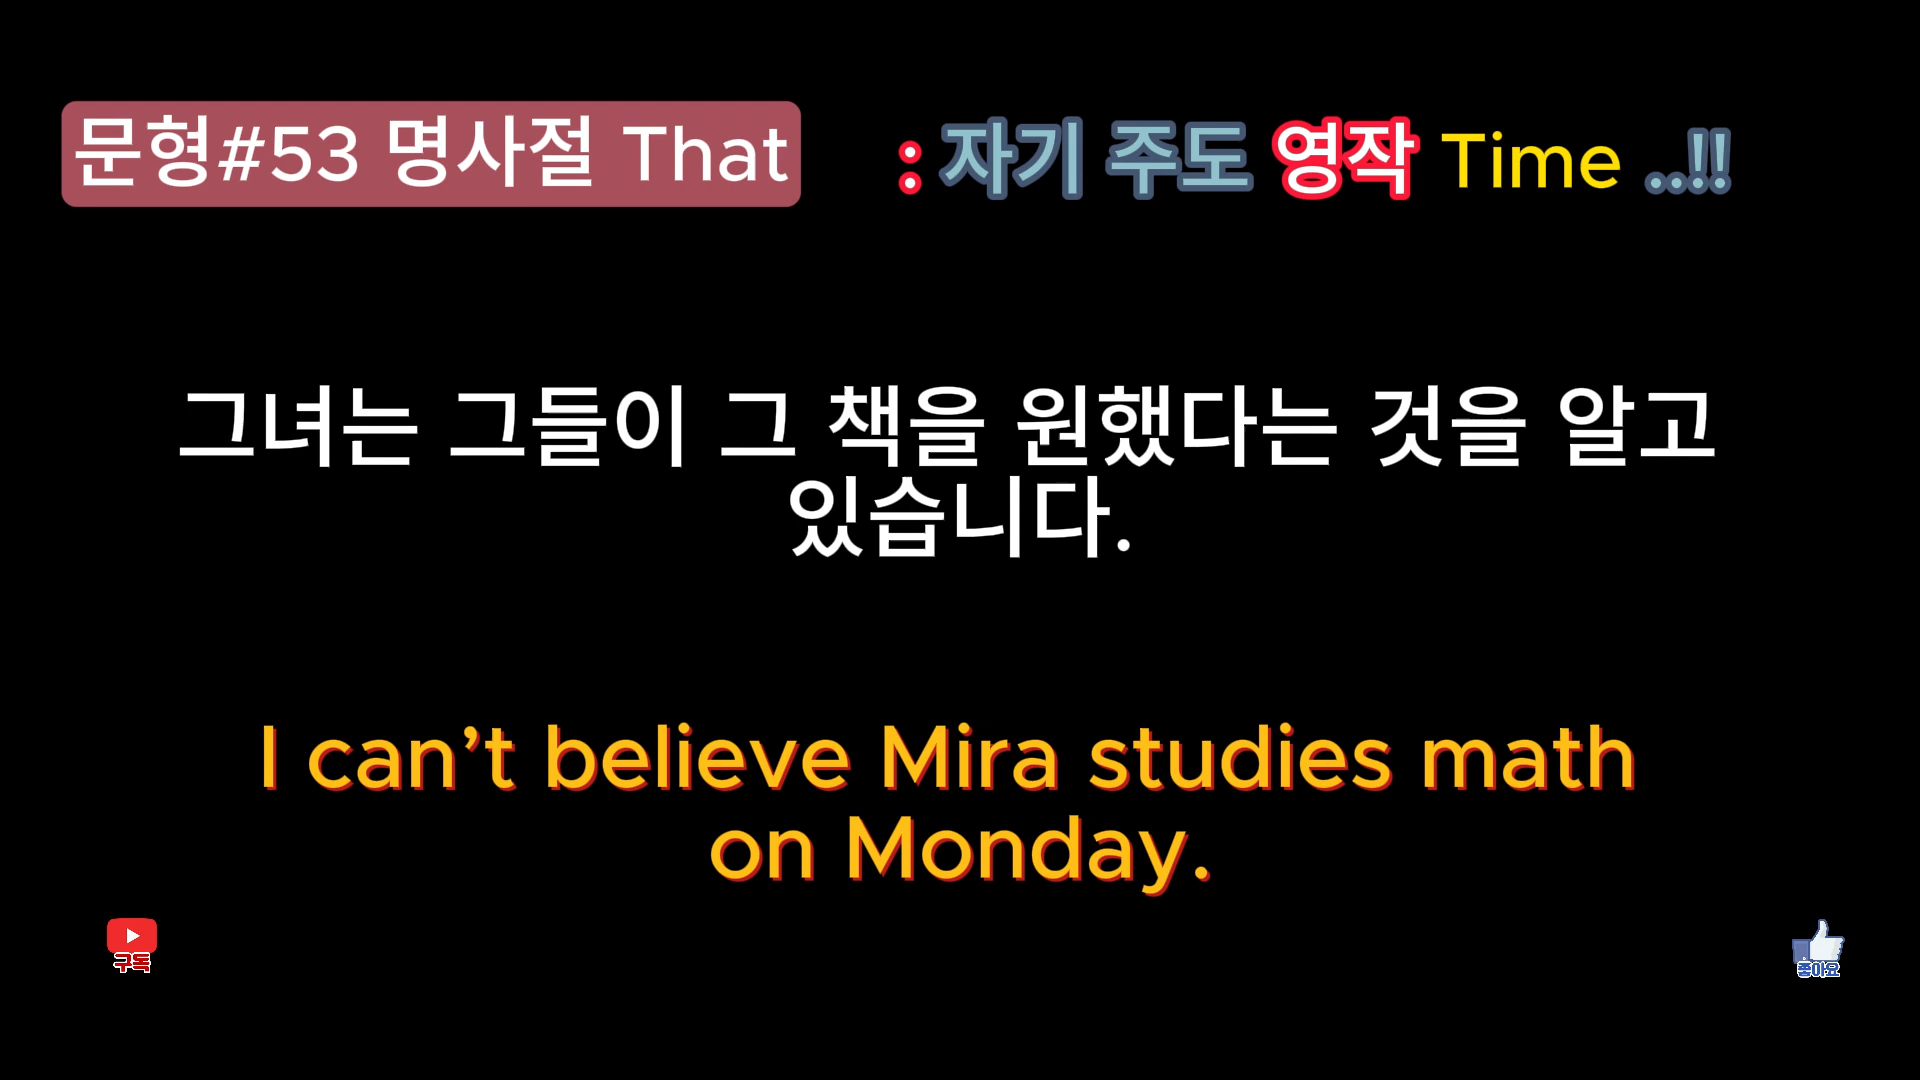 문형#53 명사절 That : 자기 주도 영작 Time ..!!
그녀는 그들이 그 책을 원했다는 것을 알고
있습니다.
I can’t believe Mira studies math
on Monday.
구독
좋아요